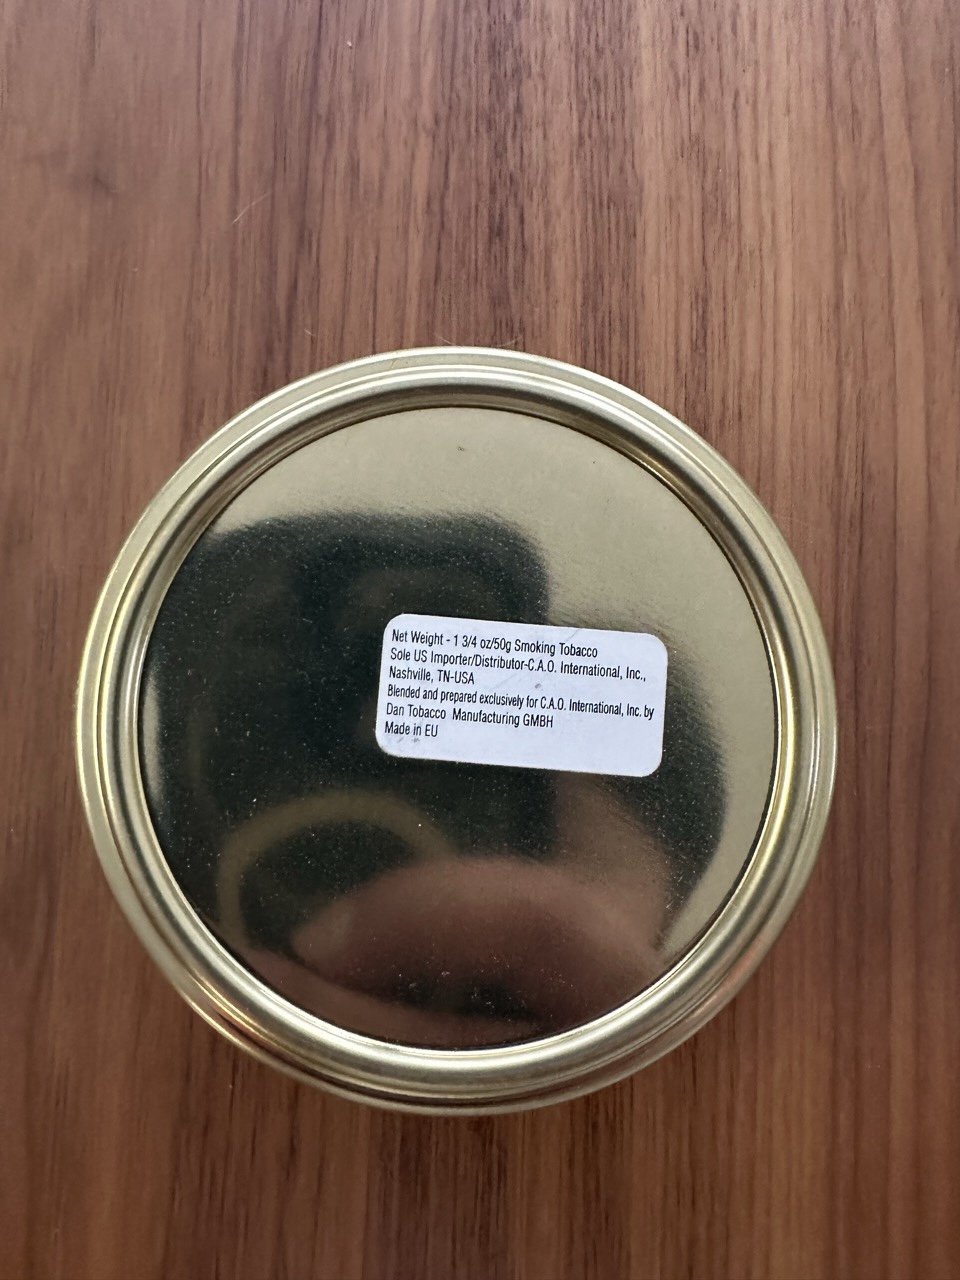 Net Weight - 1 3/4 oz/50g Smoking Tobacco
Sole US Importer/Distributor-C.A.O. International, Inc.,
Nashville, TN-USA
Blended and prepared exclusively for C.A.O. International, Inc. by
Dan Tobacco Manufacturing GMBH
Made in EU